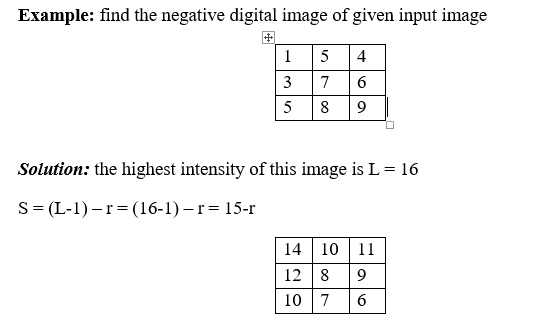 Example: find the negative digital image of given input image
1 5 4
3 7 6
5 8 9
Solution: the highest intensity of this image is L = 16
S = (L-1) – r = (16-1) – r = 15-r
14 10 11
12 8 9
10 7 6